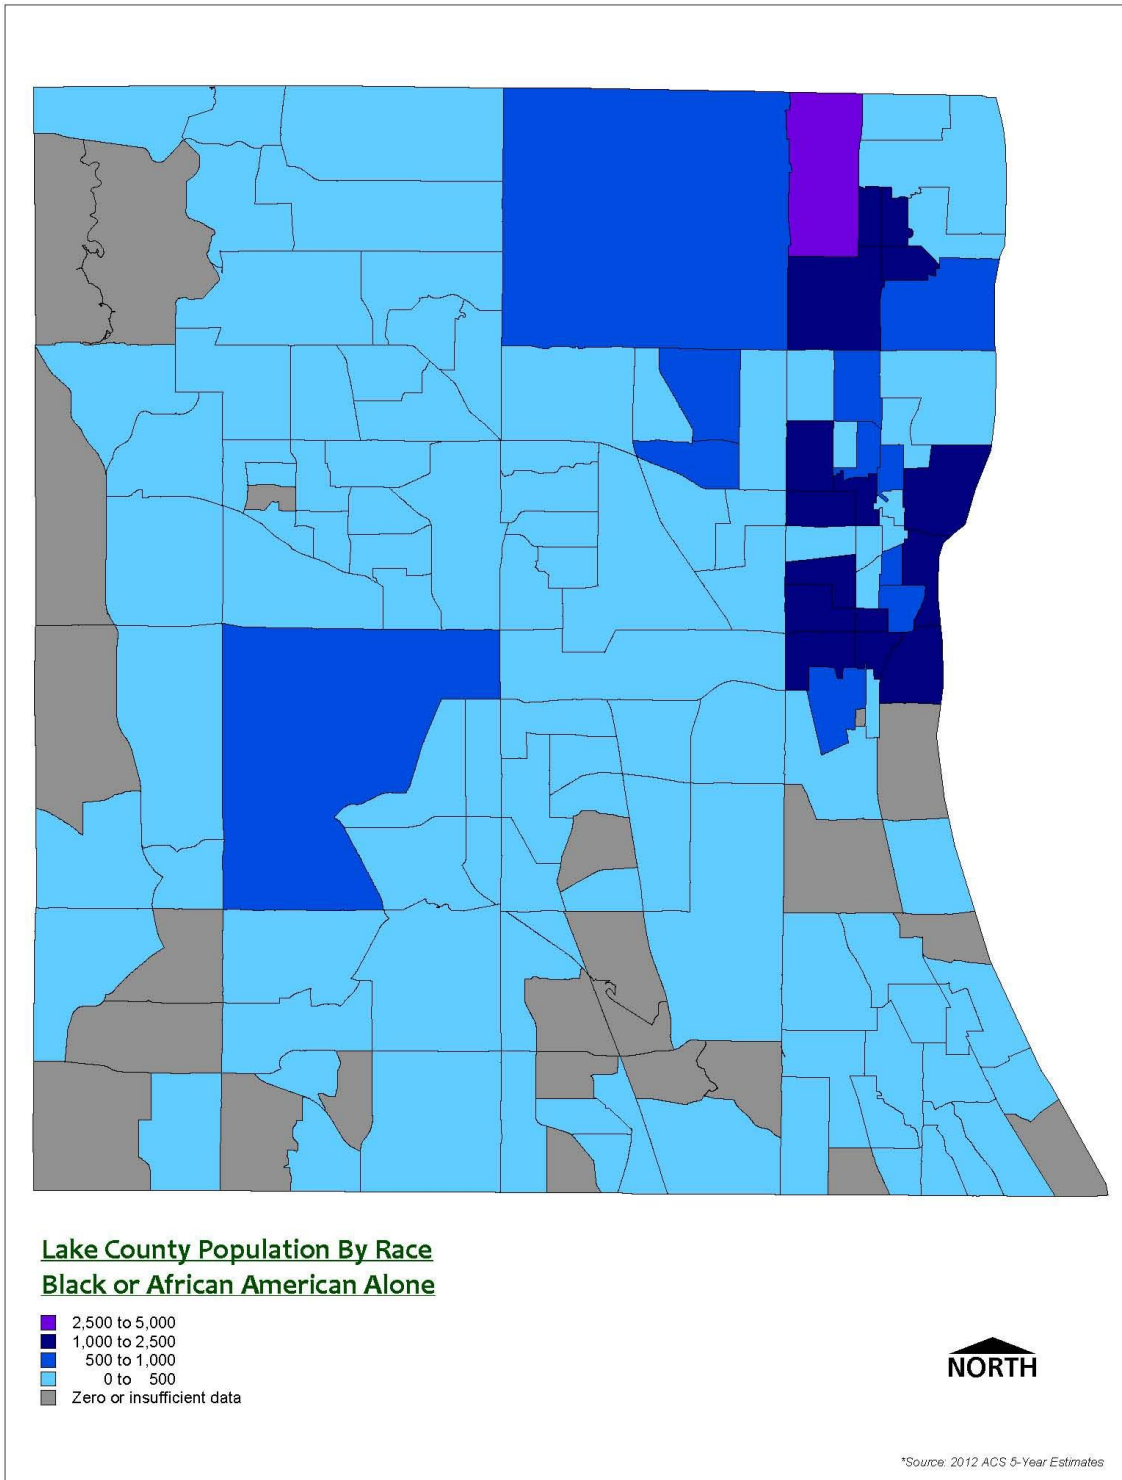 Lake County Population By Race
Black or African American Alone
2,500 to 5,000
1,000 to 2,500
500 to 1,000
0 to 500
Zero or insufficient data
NORTH
*Source: 2012 ACS 5-Year Estimates